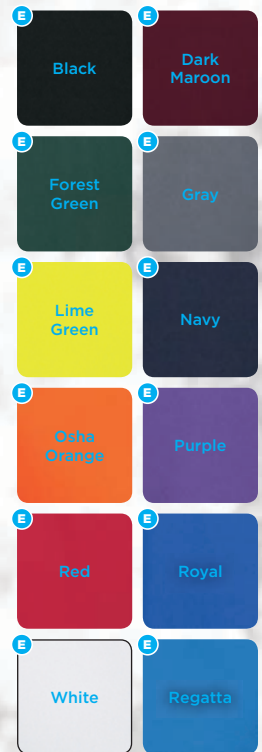 E
E
Black
Dark
Maroon
E
E
Forest
Green
Gray
E
E
Lime
Green
Navy
E
E
Osha
Orange
Purple
E
E
Red
Royal
E
E
White
Regatta